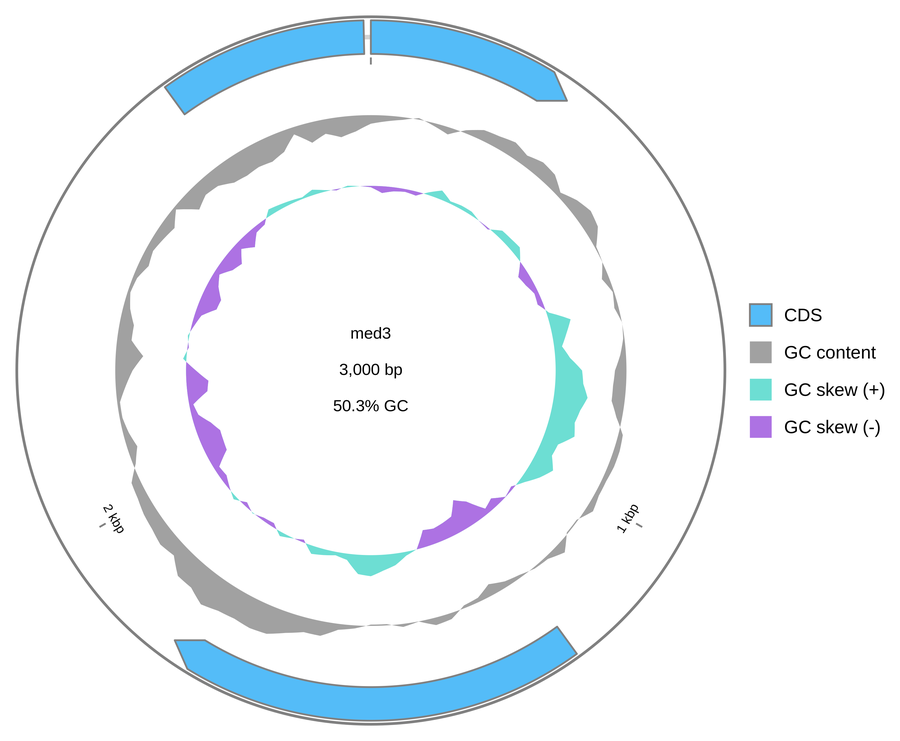 med3
3,000 bp
50.3% GC
1 kbp
2 kbp
CDS
GC content
GC skew (+)
GC skew (-)